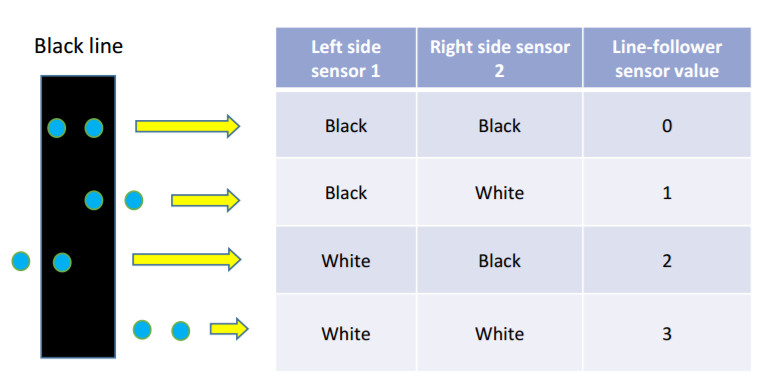 Black line
Left side sensor 1
Right side sensor 2
Line-follower sensor value
Black Black 0
Black White 1
White Black 2
White White 3